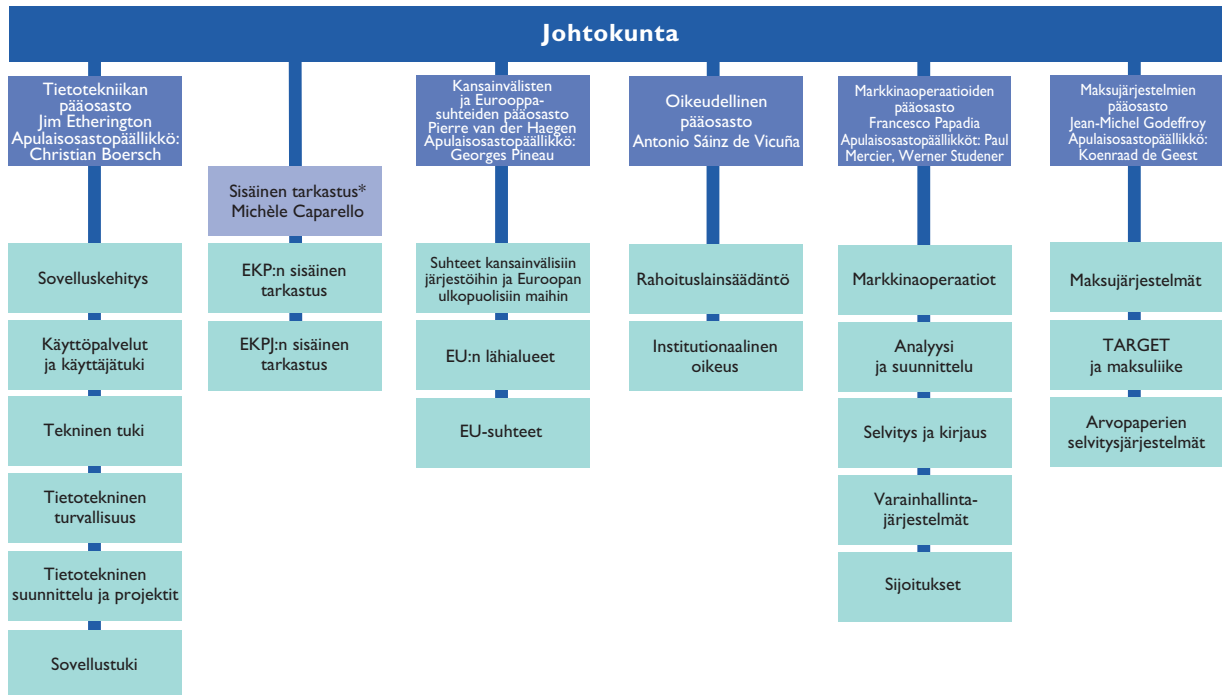 Johtokunta
Tietotekniikan
pääosasto
Jim Etherington
Apulaisosastopäällikkö:
Christian Boersch
Sovelluskehitys
Käyttöpalvelut
ja käyttäjätuki
Tekninen tuki
Tietotekninen
turvallisuus
Tietotekninen
suunnittelu ja projektit
Sovellustuki
Sisäinen tarkastus*
Michèle Caparello
EKP:n sisäinen
tarkastus
EKPJ:n sisäinen
tarkastus
Kansainvälisten
ja Eurooppa-
suhteiden pääosasto
Pierre van der Haegen
Apulaisosastopäällikkö:
Georges Pineau
Suhteet kansainvälisiin
järjestöihin ja Euroopan
ulkopuolisiin maihin
EU:n lähialueet
EU-suhteet
Oikeudellinen
pääosasto
Antonio Sáinz de Vicuña
Rahoituslainsäädäntö
Institutionaalinen
oikeus
Markkinaoperaatioiden
pääosasto
Francesco Papadia
Apulaisosastopäälliköt: Paul
Mercier, Werner Studener
Markkinaoperaatiot
Analyysi
ja suunnittelu
Selvitys ja kirjaus
Varainhallinta-
järjestelmät
Sijoitukset
Maksujärjestelmien
pääosasto
Jean-Michel Godeffroy
Apulaisosastopäällikkö:
Koenraad de Geest
Maksujärjestelmät
TARGET
ja maksuliike
Arvopaperien
selvitysjärjestelmät